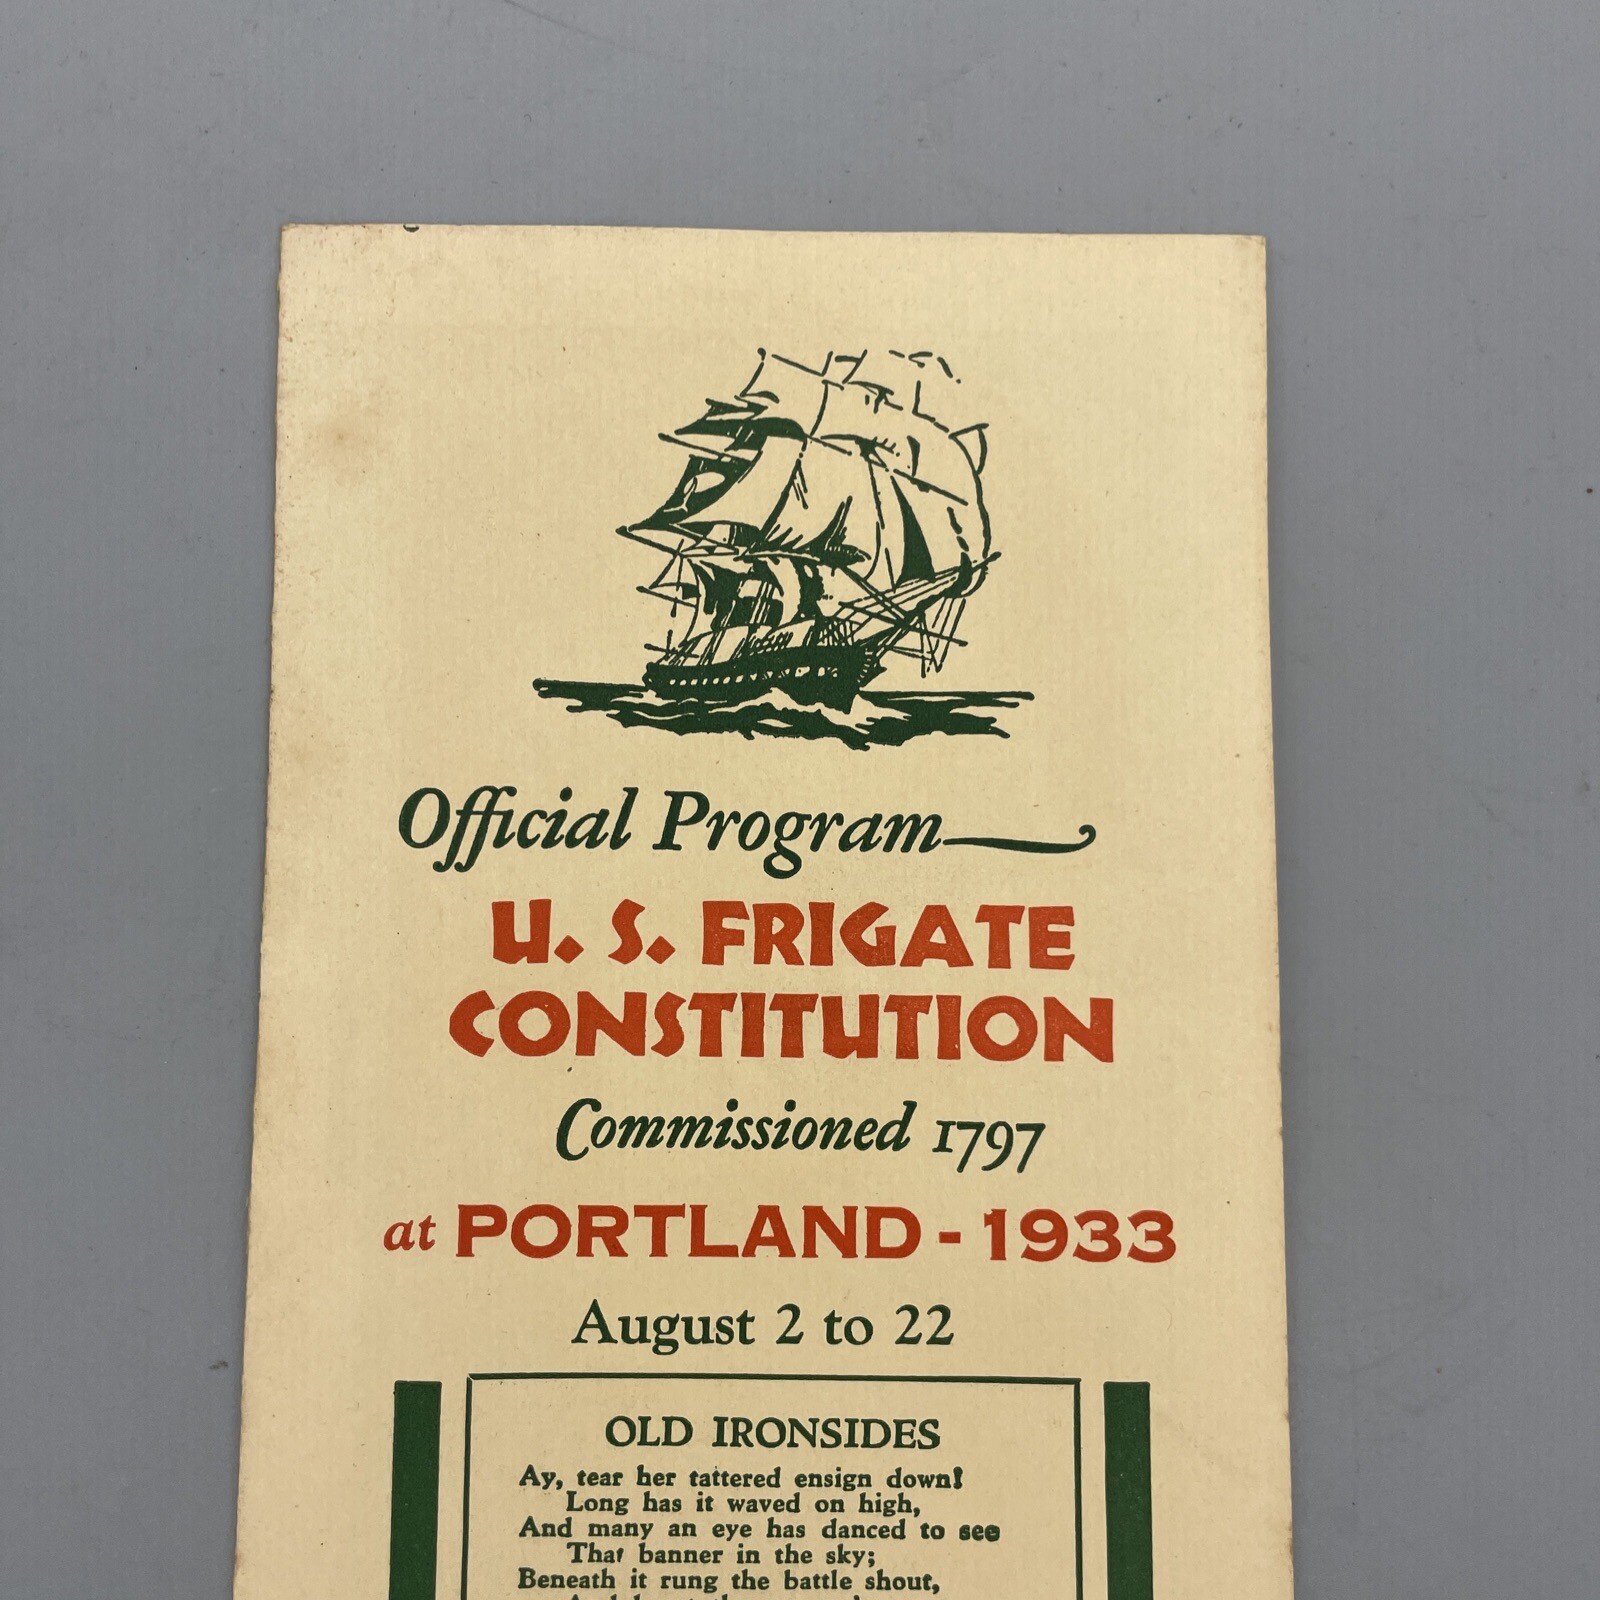 Official Program
U. S. FRIGATE
CONSTITUTION
Commissioned 1797
at PORTLAND - 1933
August 2 to 22
OLD IRONSIDES
Ay, tear her tattered ensign down!
Long has it waved on high,
And many an eye has danced to see
That banner in the sky;
Beneath it rung the battle shout,